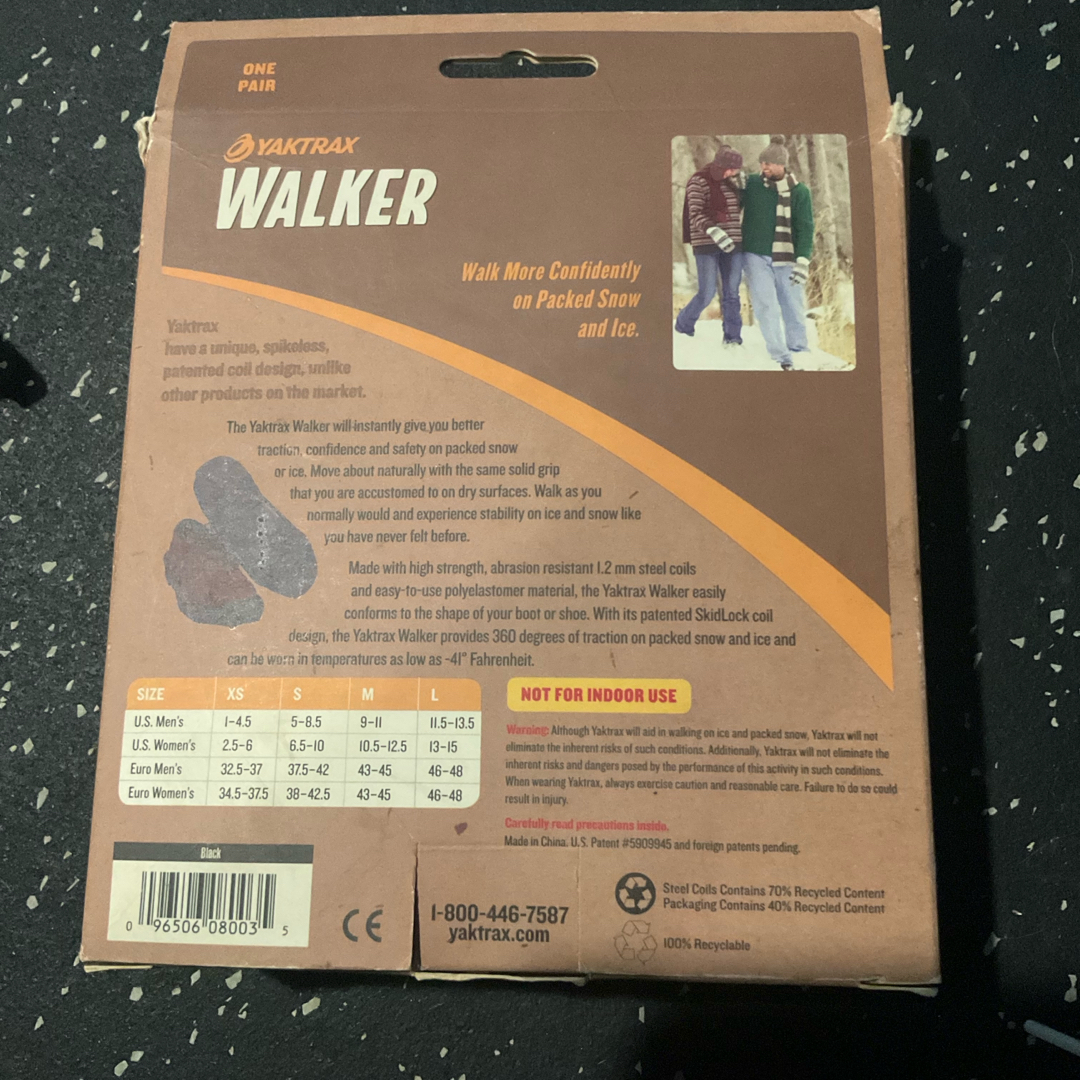 ONE
PAIR
YAKTRAX
WALKER
Walk More Confidently
on Packed Snow
and Ice.
Yaktrax
have a unique, spikeless,
patented coil design, unlike
other products on the market.
The Yaktrax Walker will instantly give you better
traction, confidence and safety on packed snow
or ice. Move about naturally with the same solid grip
that you are accustomed to on dry surfaces. Walk as you
normally would and experience stability on ice and snow like
you have never felt before.
Made with high strength, abrasion resistant 1.2 mm steel coils
and easy-to-use polyelastomer material, the Yaktrax Walker easily
conforms to the shape of your boot or shoe. With its patented SkidLock coil
design, the Yaktrax Walker provides 360 degrees of traction on packed snow and ice and
can be worn in temperatures as low as -41° Fahrenheit.
SIZE XS S M L
U.S. Men's 1-4.5 5-8.5 9-11 11.5-13.5
U.S. Women's 2.5-6 6.5-10 10.5-12.5 13-15
Euro Men's 32.5-37 37.5-42 43-45 46-48
Euro Women's 34.5-37.5 38-42.5 43-45 46-48
NOT FOR INDOOR USE
Warning: Although Yaktrax will aid in walking on ice and packed snow, Yaktrax will not
eliminate the inherent risks of such conditions. Additionally, Yaktrax will not eliminate the
inherent risks and dangers posed by the performance of this activity in such conditions.
When wearing Yaktrax, always exercise caution and reasonable care. Failure to do so could
result in injury.
Carefully read precautions inside.
Made in China. U.S. Patent #5909945 and foreign patents pending.
Black
0 96506 08003 5
CE
1-800-446-7587
yaktrax.com
Steel Coils Contains 70% Recycled Content
Packaging Contains 40% Recycled Content
100% Recyclable